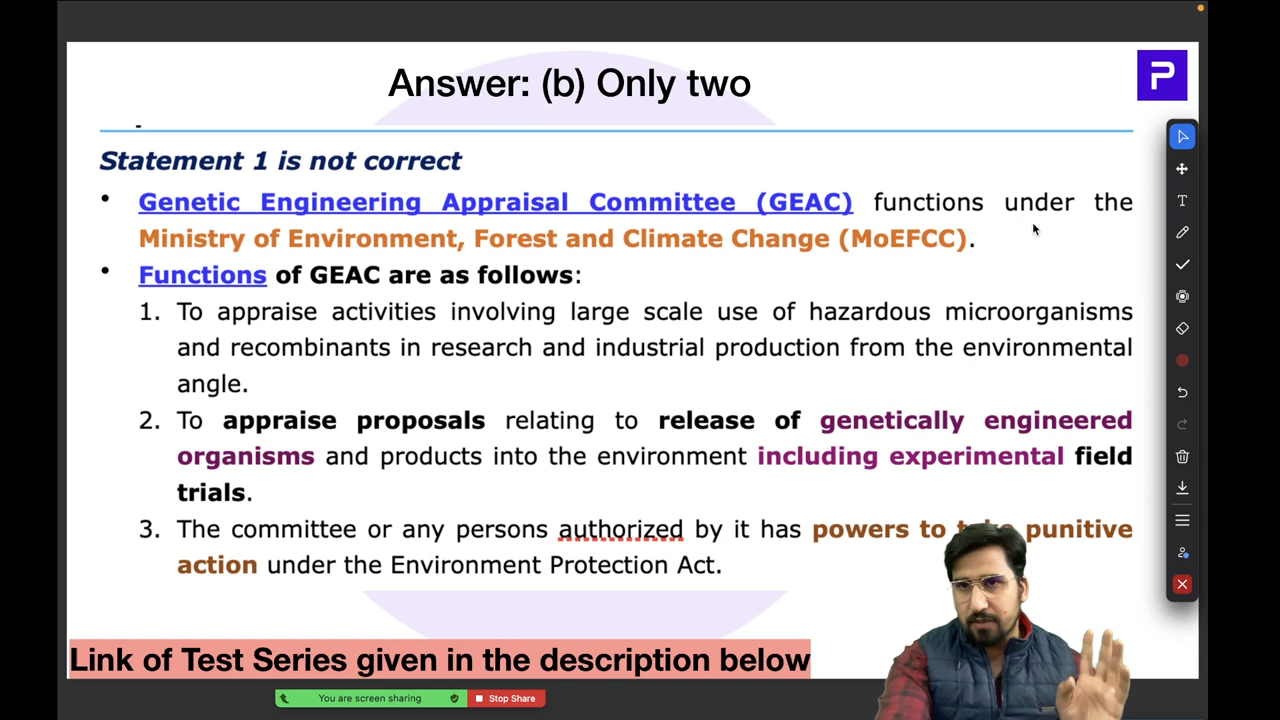 Answer: (b) Only two
P
Statement 1 is not correct
• Genetic Engineering Appraisal Committee (GEAC) functions under the
Ministry of Environment, Forest and Climate Change (MoEFCC).
• Functions of GEAC are as follows:
1. To appraise activities involving large scale use of hazardous microorganisms
and recombinants in research and industrial production from the environmental
angle.
2. To appraise proposals relating to release of genetically engineered
organisms and products into the environment including experimental field
trials.
3. The committee or any persons authorized by it has powers to take punitive
action under the Environment Protection Act.
Link of Test Series given in the description below
You are screen sharing
Stop Share